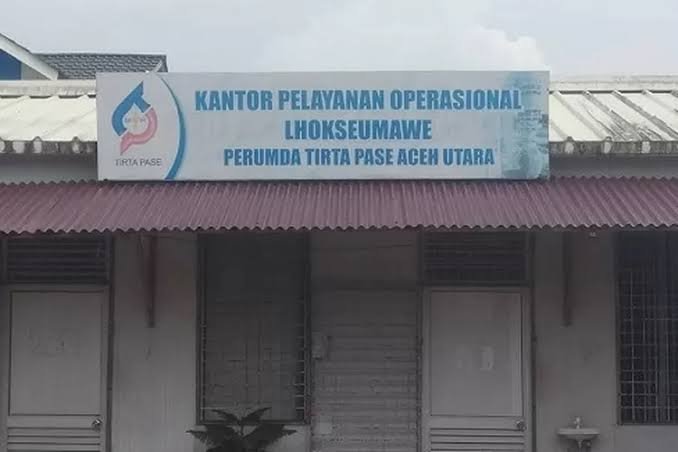 KANTOR PELAYANAN OPERASIONAL
LHOKSEUMAWE
PERUMDA TIRTA PASE ACEH UTARA
TIRTA PASE